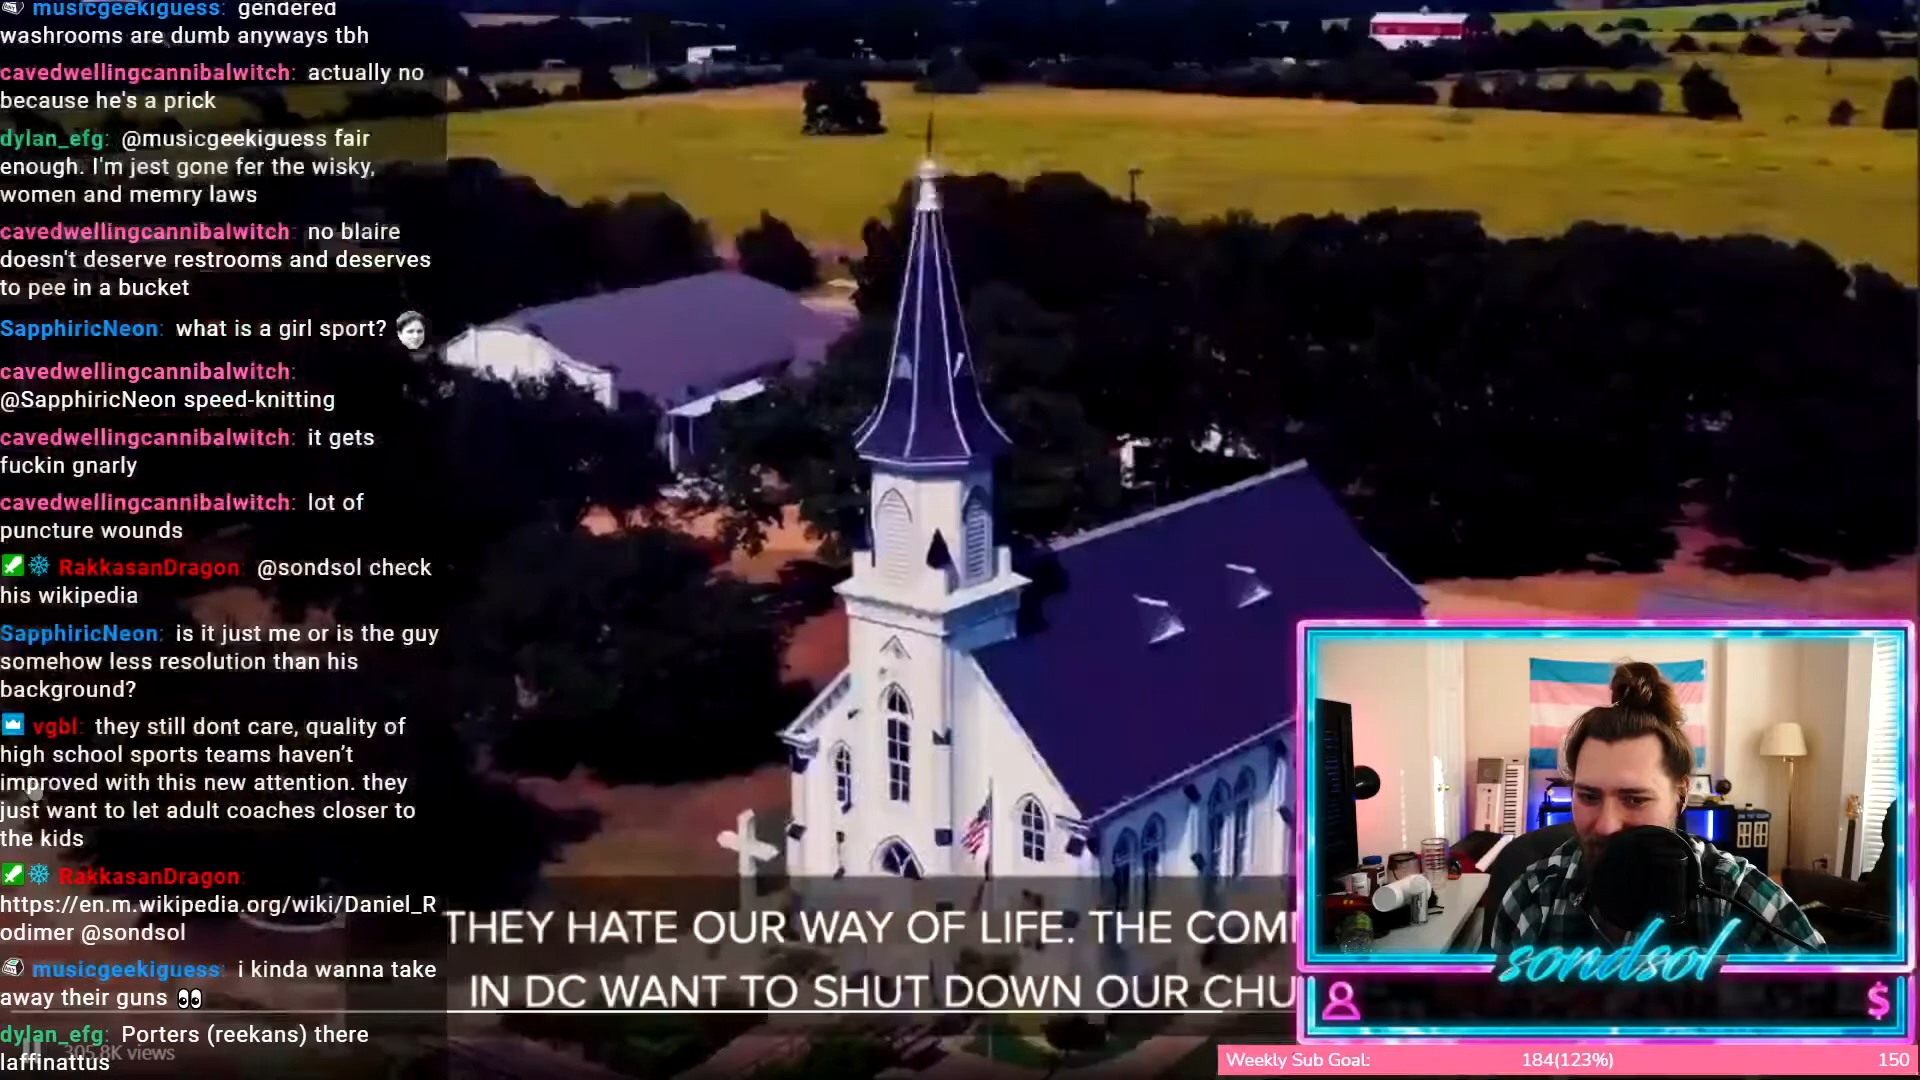 musicgeekiguess: gendered
washrooms are dumb anyways tbh
cavedwellingcannibalwitch: actually no
because he's a prick
dylan_efg: @musicgeekiguess fair
enough. I'm jest gone fer the wisky,
women and memry laws
cavedwellingcannibalwitch: no blaire
doesn't deserve restrooms and deserves
to pee in a bucket
SapphiricNeon: what is a girl sport?
cavedwellingcannibalwitch:
@SapphiricNeon speed-knitting
cavedwellingcannibalwitch: it gets
fuckin gnarly
cavedwellingcannibalwitch: lot of
puncture wounds
RakkasanDragon: @sondsol check
his wikipedia
SapphiricNeon: is it just me or is the guy
somehow less resolution than his
background?
vgbl: they still dont care, quality of
high school sports teams haven't
improved with this new attention. they
just want to let adult coaches closer to
the kids
RakkasanDragon:
https://en.m.wikipedia.org/wiki/Daniel_R
odimer @sondsol
musicgeekiguess: i kinda wanna take
away their guns 👀
dylan_efg: Porters (reekans) there
laffinattus
305.8K views
THEY HATE OUR WAY OF LIFE. THE COM
IN DC WANT TO SHUT DOWN OUR CHU
sondsol
$
Weekly Sub Goal: 184(123%) 150